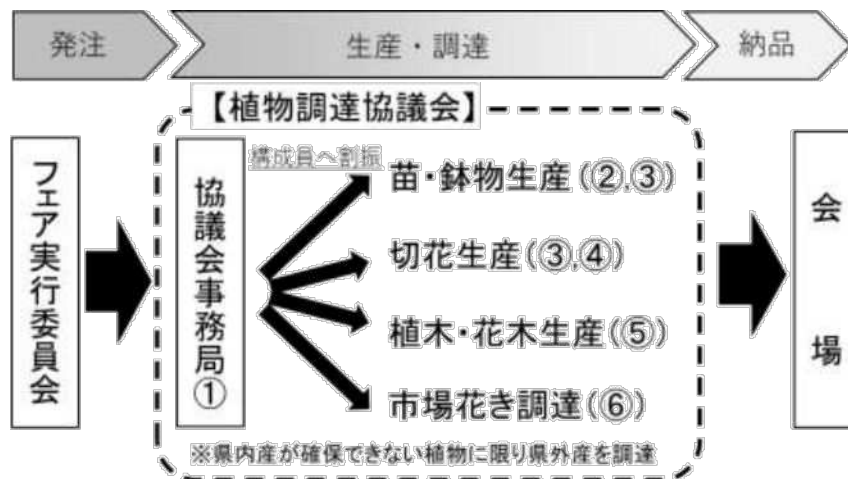 発注
生産・調達
納品
【植物調達協議会】
フェア実行委員会
協議会事務局①
構成員へ割振
苗・鉢物生産(②,③)
切花生産(③,④)
植木・花木生産(⑤)
市場花き調達(⑥)
※県内産が確保できない植物に限り県外産を調達
会場